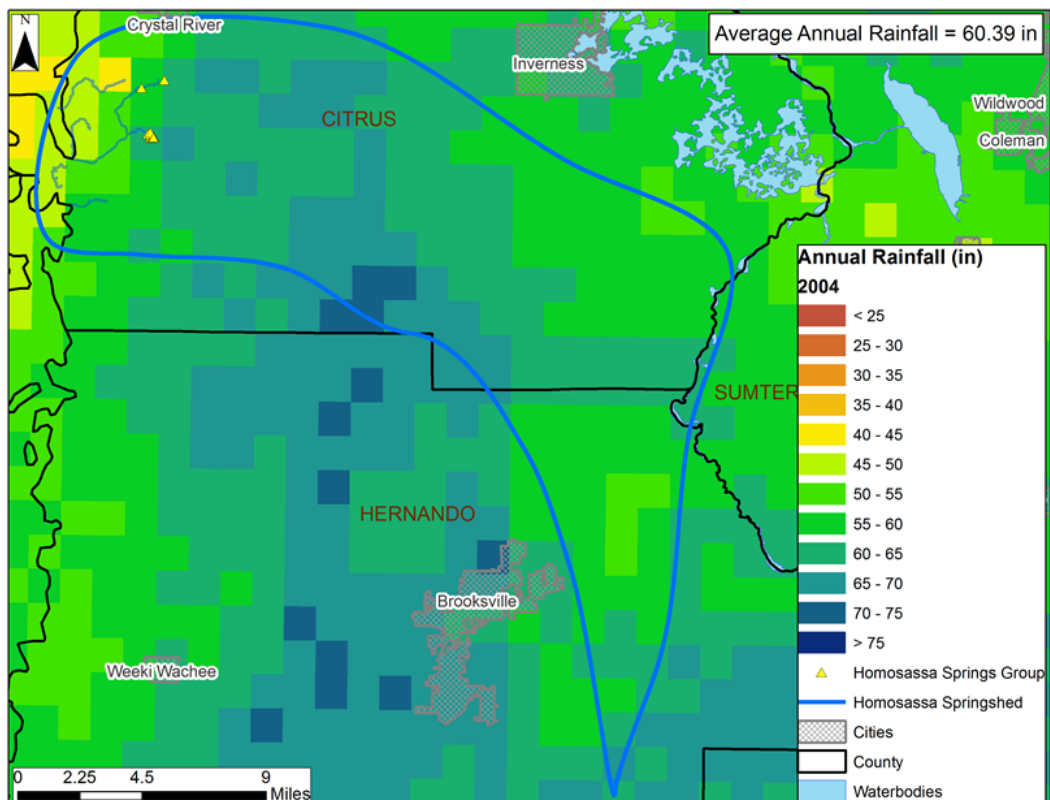 N
Crystal River
Average Annual Rainfall = 60.39 in
Inverness
Wildwood
CITRUS
Coleman
Annual Rainfall (in)
2004
< 25
25 - 30
30 - 35
35 - 40
SUMTER
40 - 45
45 - 50
50 - 55
HERNANDO
55 - 60
60 - 65
65 - 70
Brooksville
70 - 75
> 75
Weeki Wachee
Homosassa Springs Group
Homosassa Springshed
Cities
County
Waterbodies
0 2.25 4.5 9
Miles